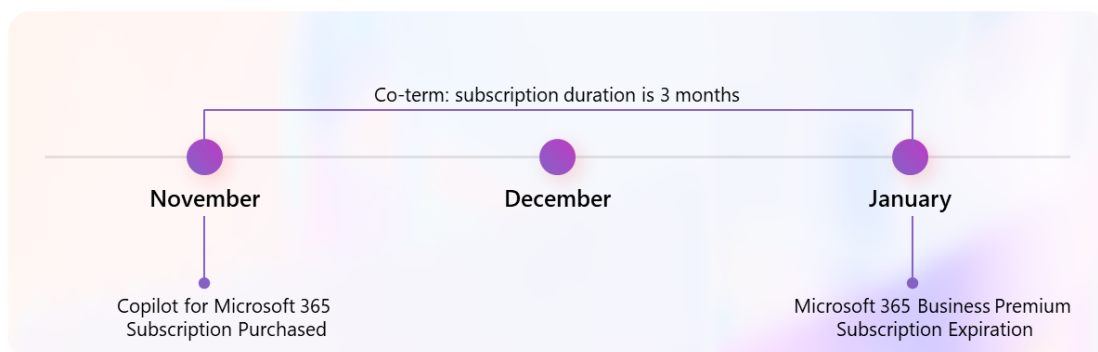 Co-term: subscription duration is 3 months
November
December
January
Copilot for Microsoft 365
Subscription Purchased
Microsoft 365 Business Premium
Subscription Expiration